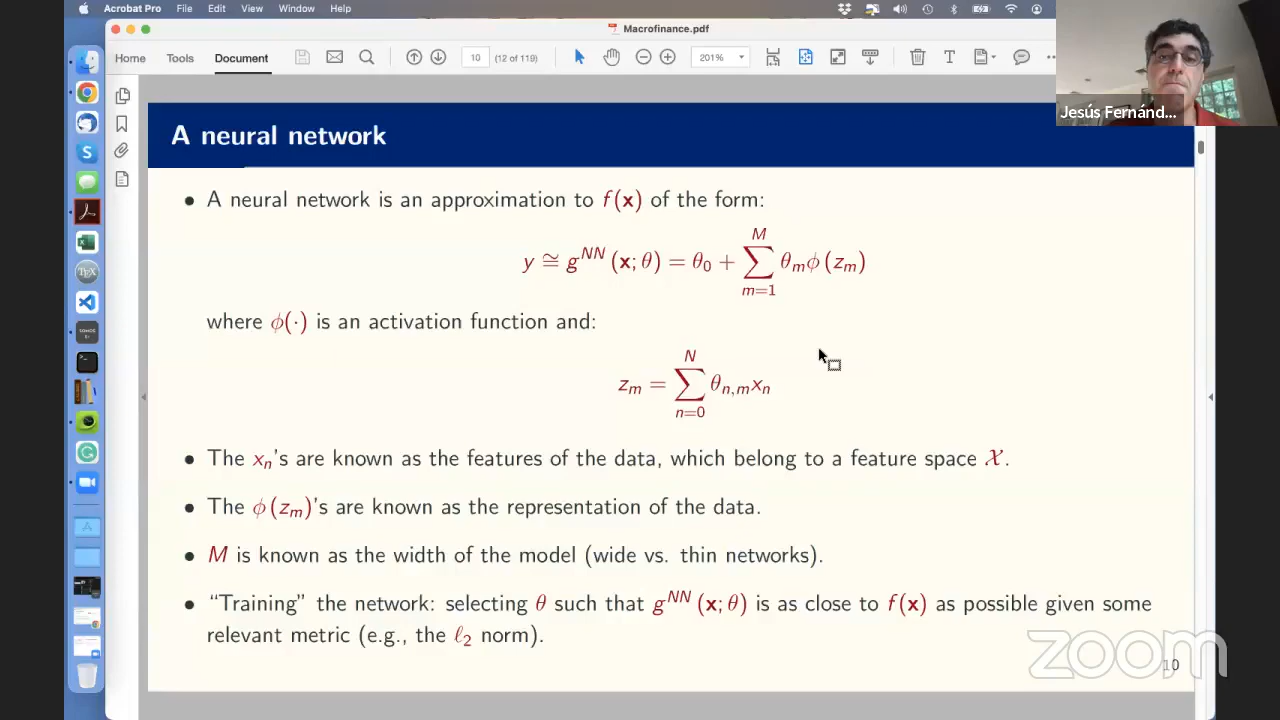 Acrobat Pro File Edit View Window Help
Macrofinance.pdf
Home Tools Document 10 (12 of 119) 201%
Jesús Fernánd...
A neural network
• A neural network is an approximation to f(x) of the form:
y ≅ g^{NN}(x; θ) = θ_0 + ∑_{m=1}^{M} θ_m ϕ(z_m)
where ϕ(·) is an activation function and:
z_m = ∑_{n=0}^{N} θ_{n,m} x_n
• The x_n's are known as the features of the data, which belong to a feature space 𝒳.
• The ϕ(z_m)'s are known as the representation of the data.
• M is known as the width of the model (wide vs. thin networks).
• “Training” the network: selecting θ such that g^{NN}(x; θ) is as close to f(x) as possible given some
relevant metric (e.g., the ℓ_2 norm).
zoom
10